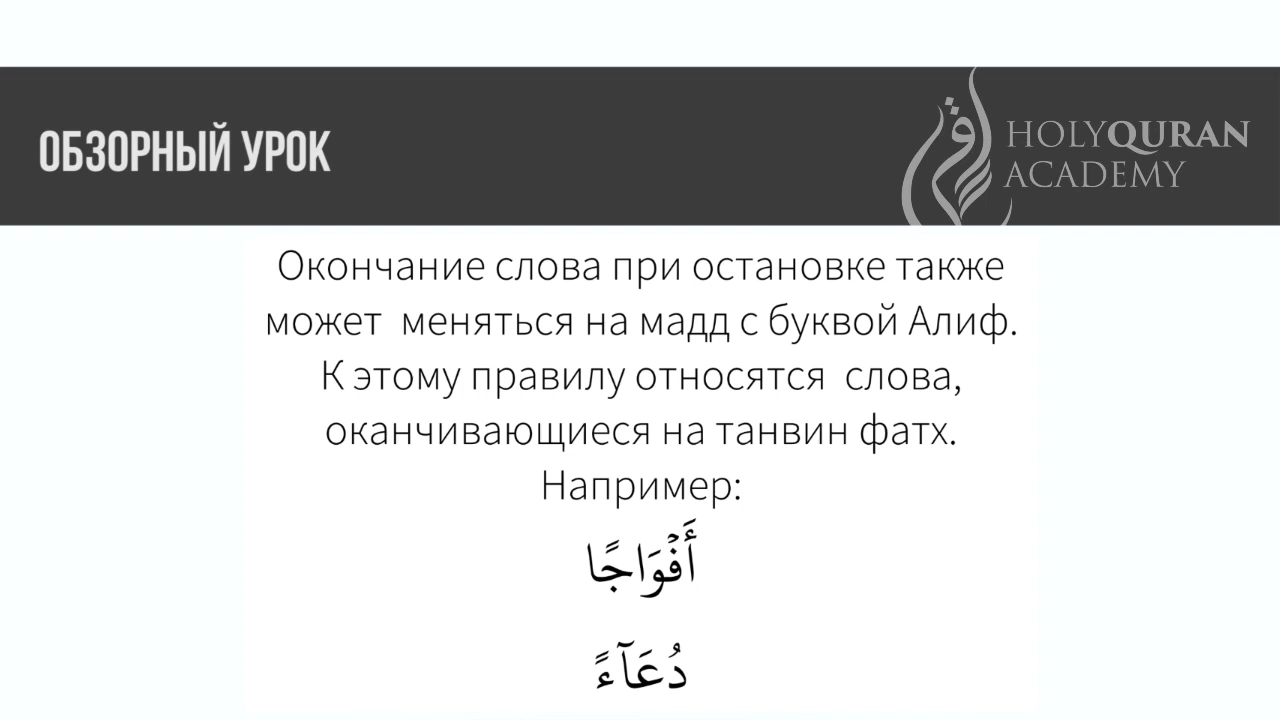 ОБЗОРНЫЙ УРОК
HOLYQURAN
ACADEMY
Окончание слова при остановке также
может меняться на мадд с буквой Алиф.
К этому правилу относятся слова,
оканчивающиеся на танвин фатх.
Например:
أَفۡوَاجًا
دُعَآءً